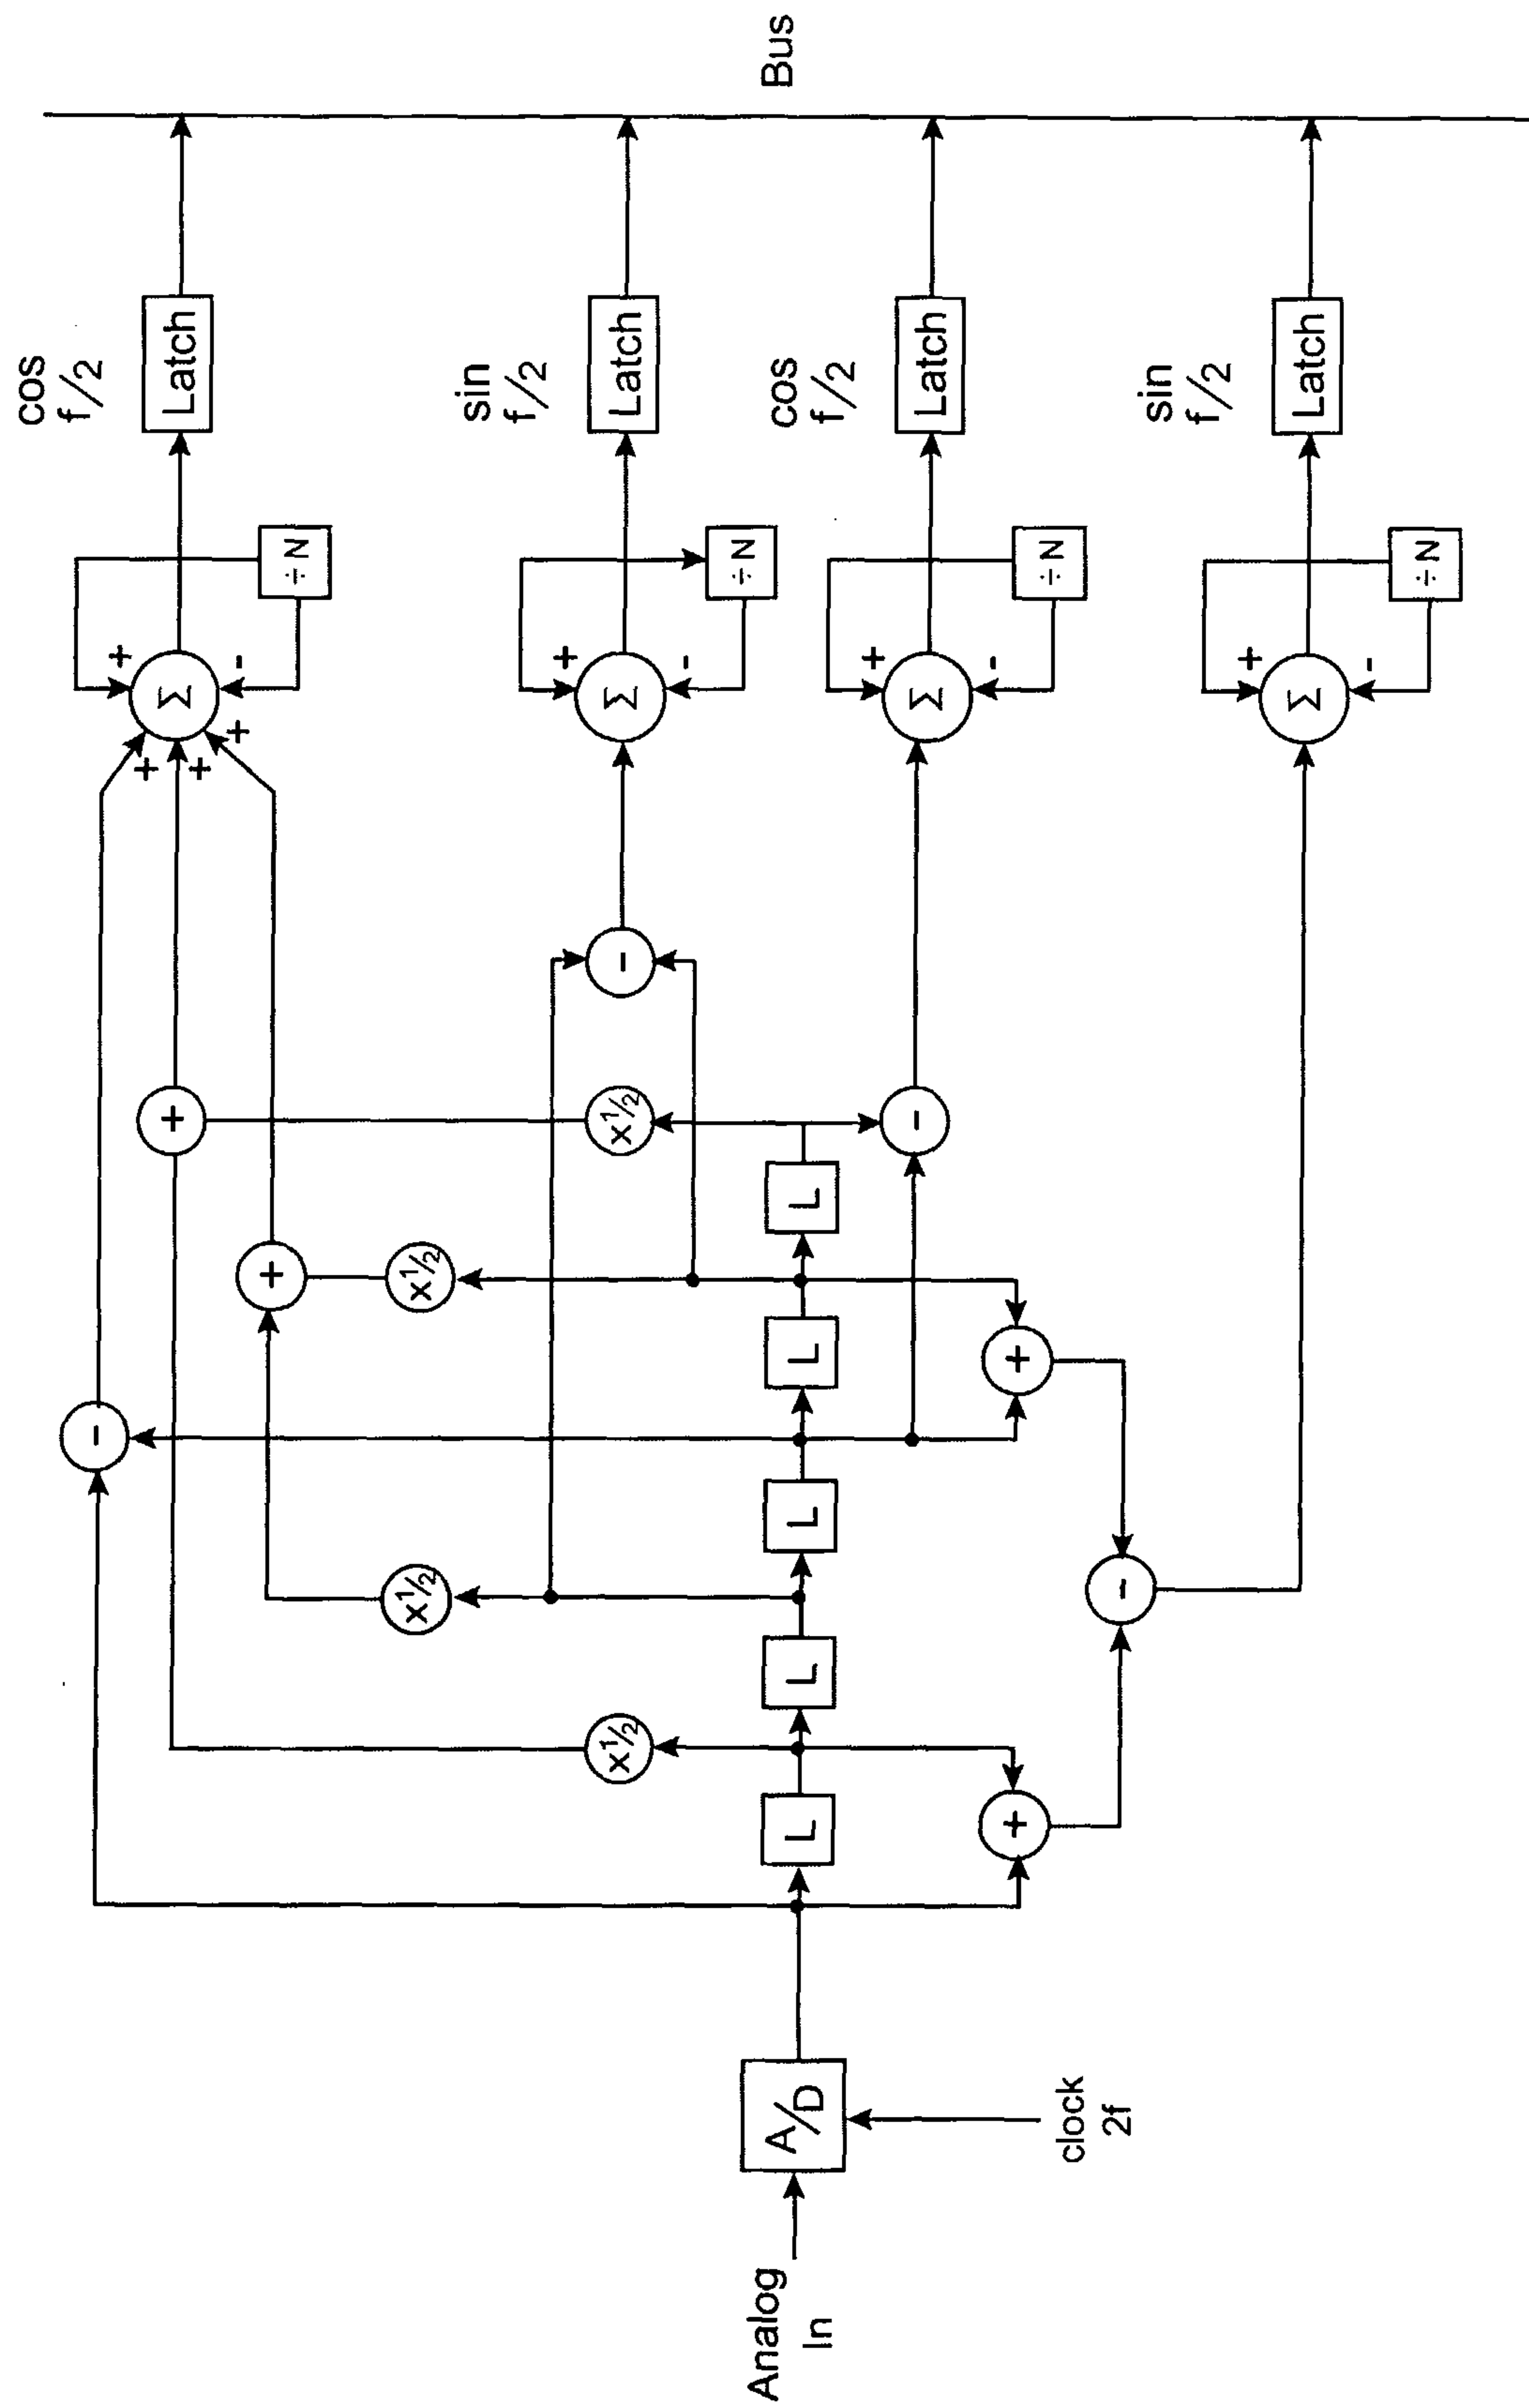 cos
f/2
-
+
+
+ Σ Latch
+
+ -
+
÷N
x½ x½
sin
f/2
+
x½ x½ - Σ Latch
-
÷N
Analog
In
A/D
L L L L L
Bus
cos
f/2
+
- Σ Latch
-
+ +
÷N
clock
2f
-
sin
f/2
+
Σ Latch
-
÷N